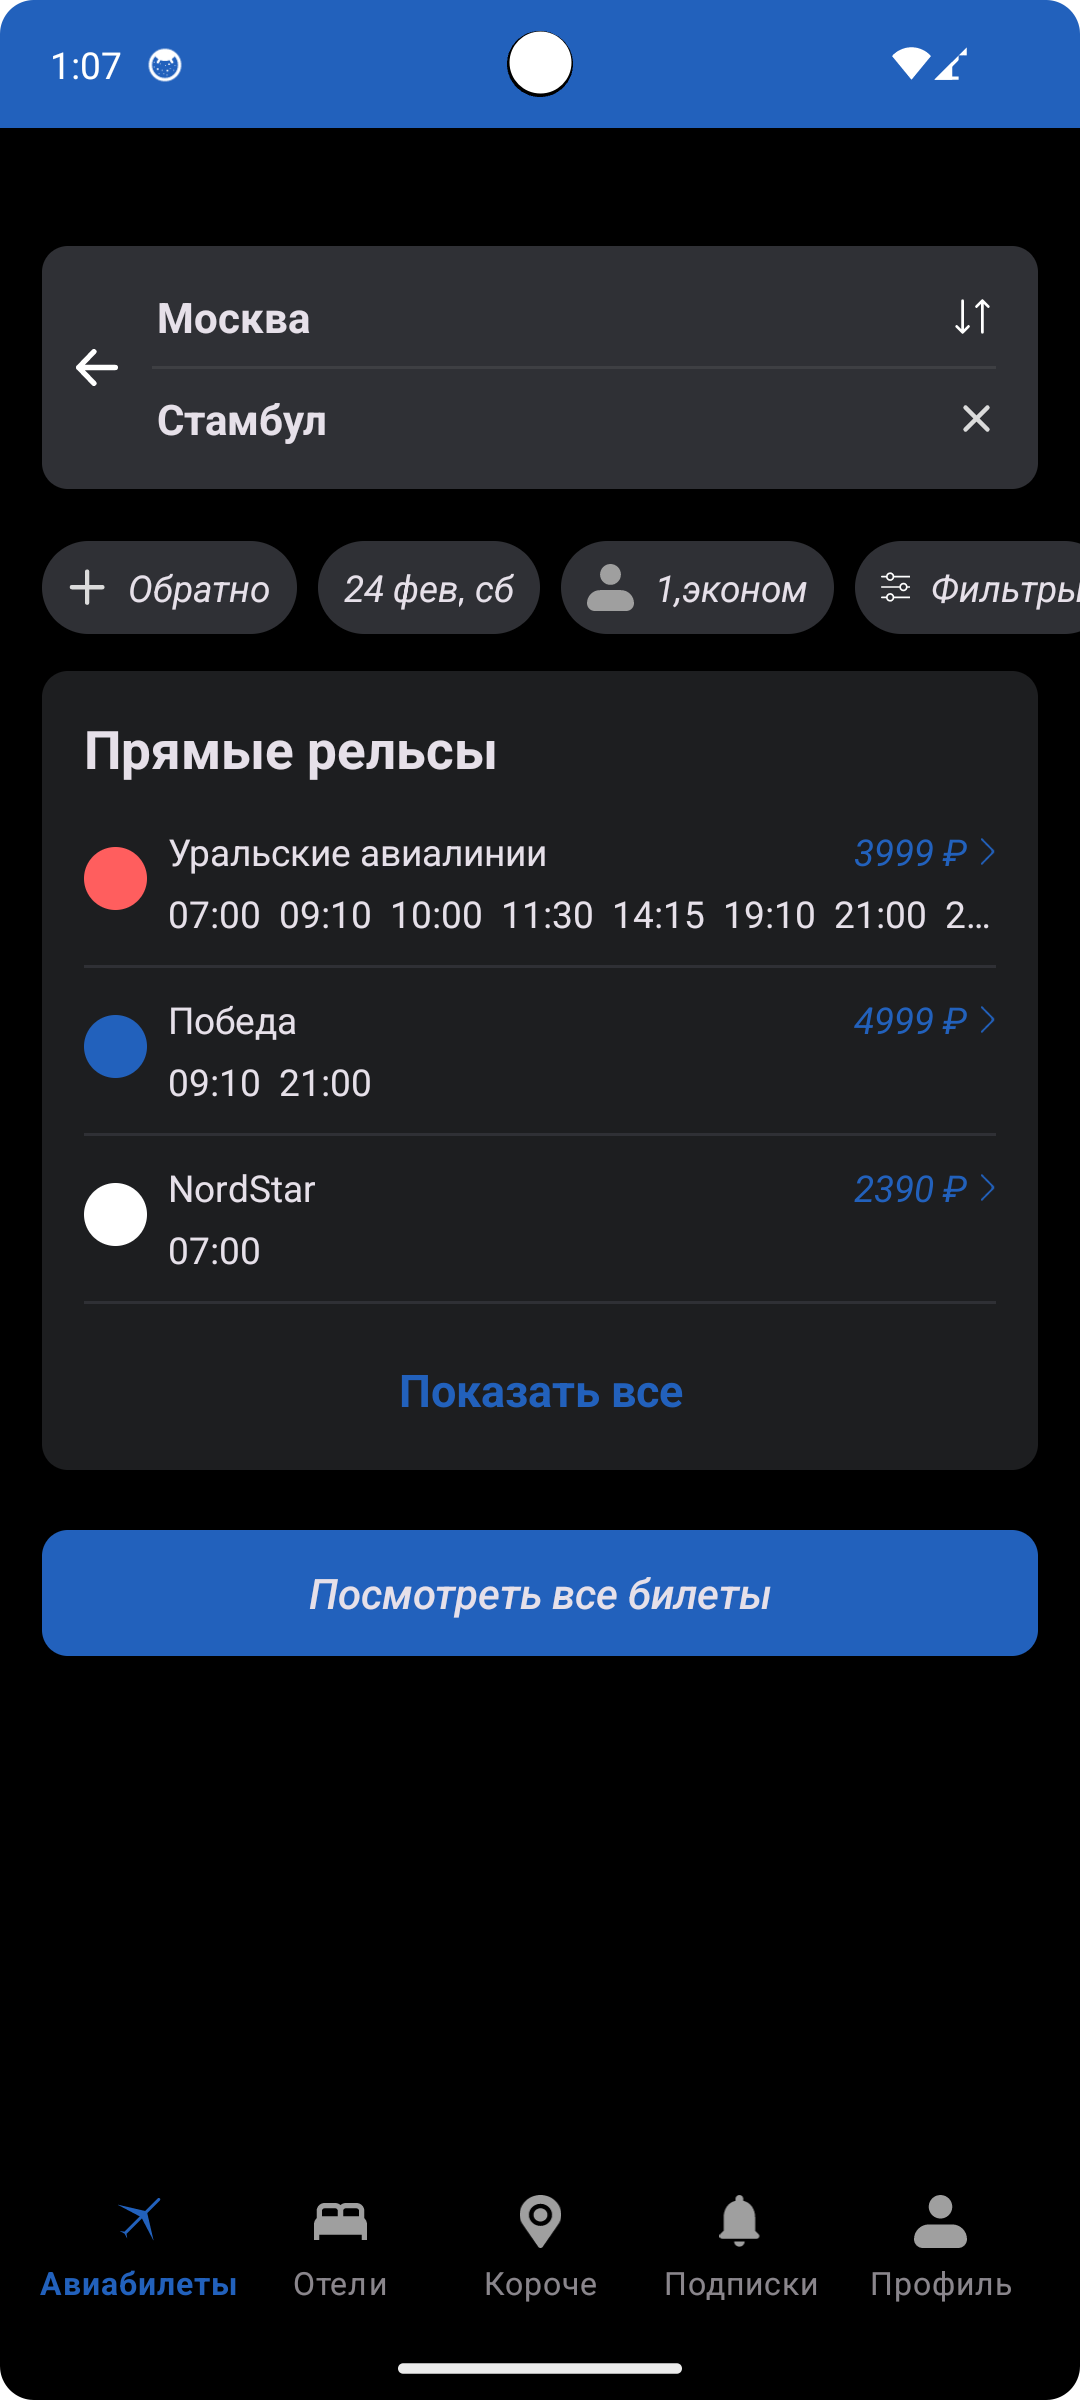 1:07
Москва
Стамбул
Обратно
24 фев, сб
1,эконом
Фильтры
Прямые рельсы
Уральские авиалинии
3999 ₽
07:00 09:10 10:00 11:30 14:15 19:10 21:00 2...
Победа
4999 ₽
09:10 21:00
NordStar
2390 ₽
07:00
Показать все
Посмотреть все билеты
Авиабилеты
Отели
Короче
Подписки
Профиль